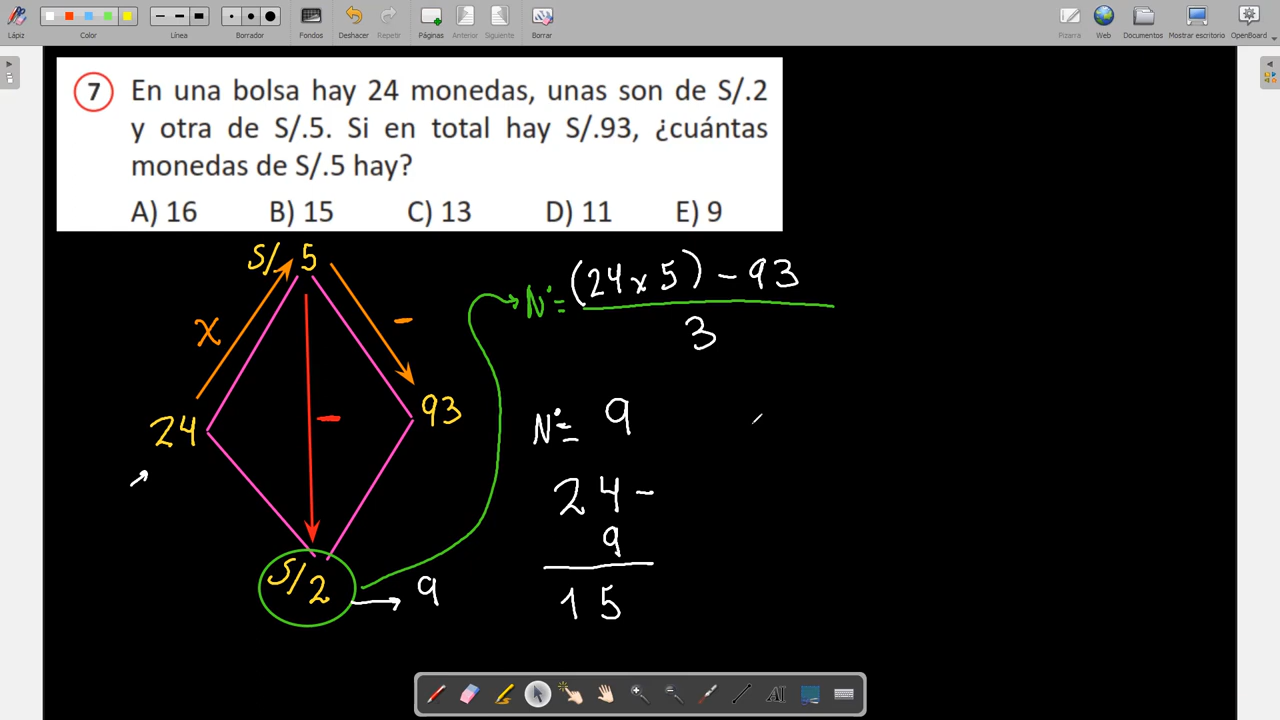 Lápiz Color Línea Borrador Fondos Deshacer Repetir Páginas Anterior Siguiente Borrar Pizarra Web Documentos Mostrar escritorio OpenBoard
7 En una bolsa hay 24 monedas, unas son de S/.2
y otra de S/.5. Si en total hay S/.93, ¿cuántas
monedas de S/.5 hay?
A) 16 B) 15 C) 13 D) 11 E) 9
S/ 5
x
-
24
-
93
S/2
9
N°= (24 x 5) - 93
3
N°= 9
24 -
9
15
AI